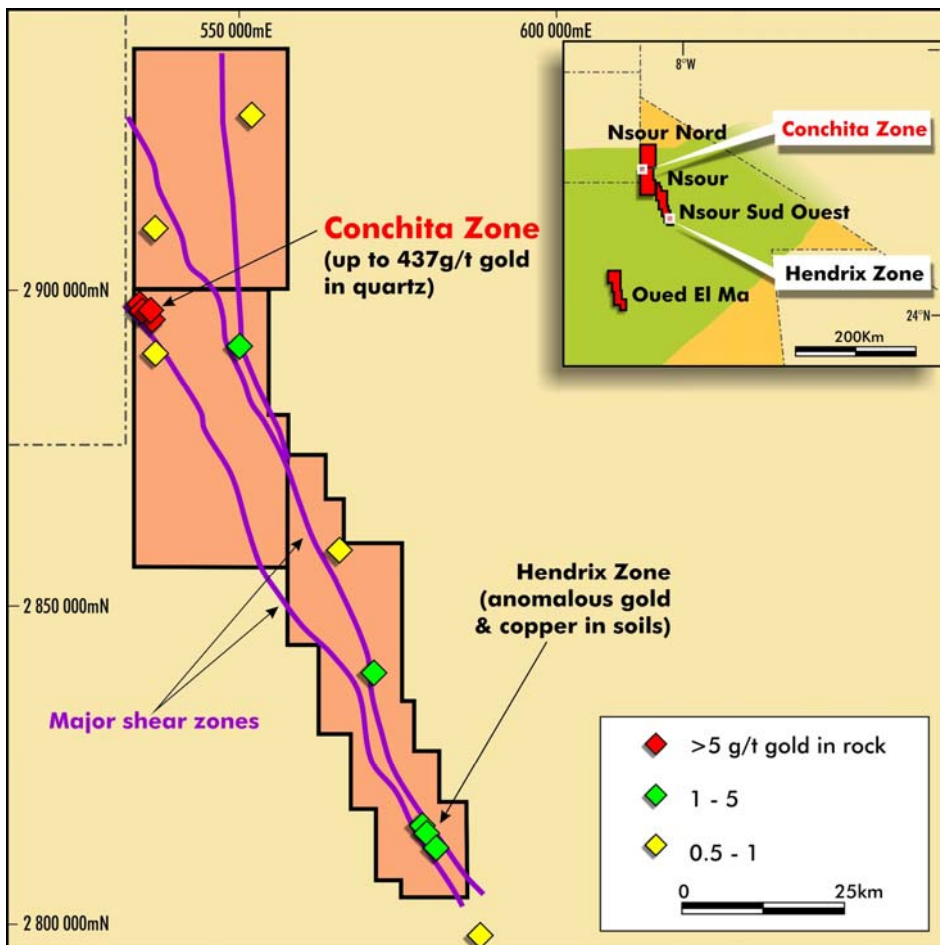 550 000mE
600 000mE
8°W
Nsour Nord
Conchita Zone
Nsour
Nsour Sud Ouest
Hendrix Zone
Oued El Ma
24°N
200Km
Conchita Zone
(up to 437g/t gold
in quartz)
2 900 000mN
Hendrix Zone
(anomalous gold
& copper in soils)
2 850 000mN
Major shear zones
>5 g/t gold in rock
1 - 5
0.5 - 1
0
25km
2 800 000mN